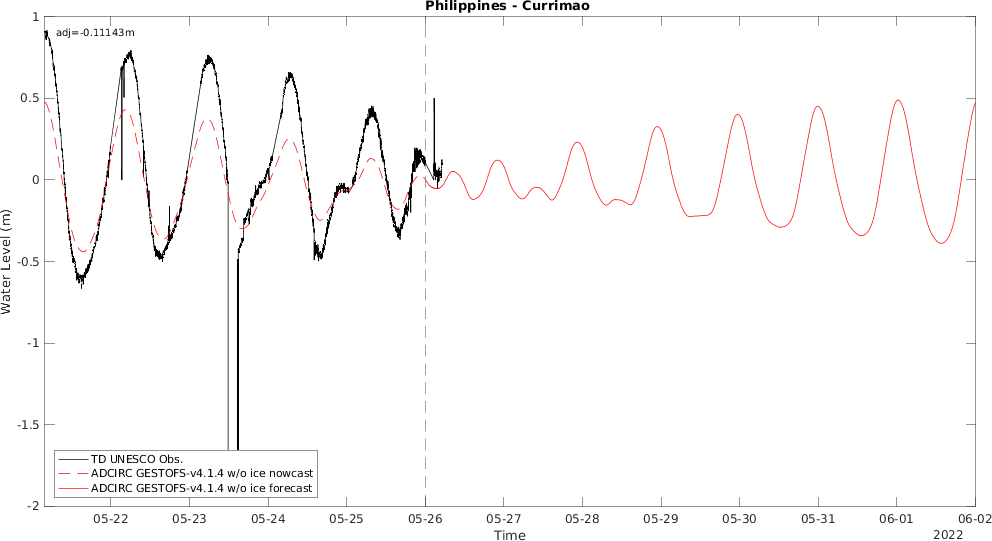 Philippines - Currimao
adj=-0.11143m
1
0.5
0
-0.5
-1
-1.5
-2
Water Level (m)
TD UNESCO Obs.
ADCIRC GESTOFS-v4.1.4 w/o ice nowcast
ADCIRC GESTOFS-v4.1.4 w/o ice forecast
05-22 05-23 05-24 05-25 05-26 05-27 05-28 05-29 05-30 05-31 06-01 06-02
Time
2022